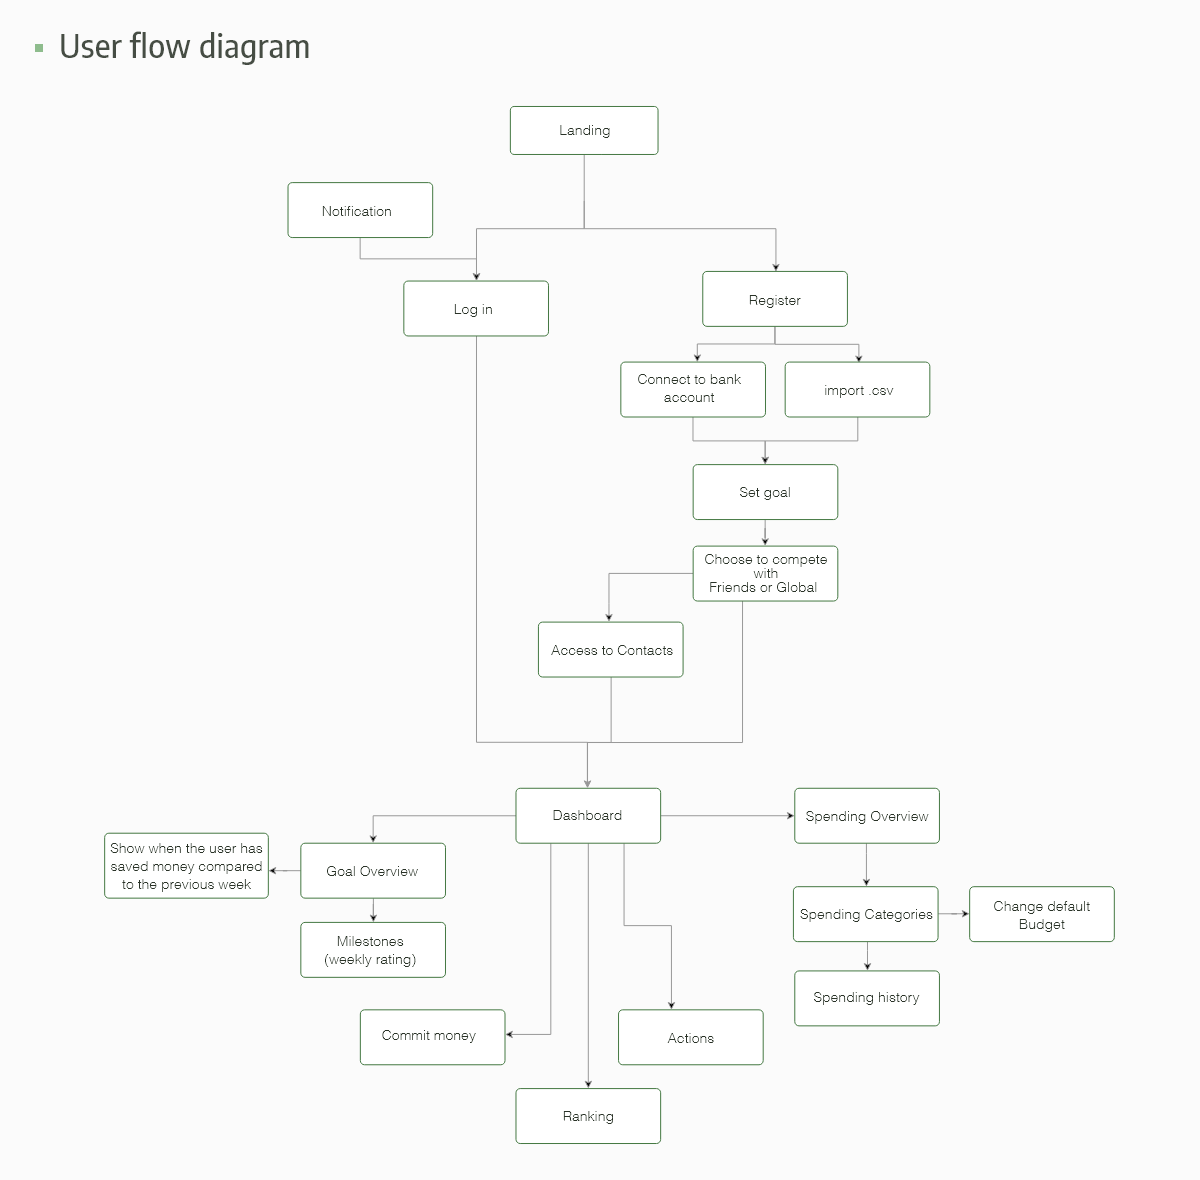 User flow diagram
Landing
Notification
Log in
Register
Connect to bank
account
import .csv
Set goal
Choose to compete
with
Friends or Global
Access to Contacts
Dashboard
Spending Overview
Show when the user has
saved money compared
to the previous week
Goal Overview
Spending Categories
Change default
Budget
Milestones
(weekly rating)
Spending history
Commit money
Actions
Ranking